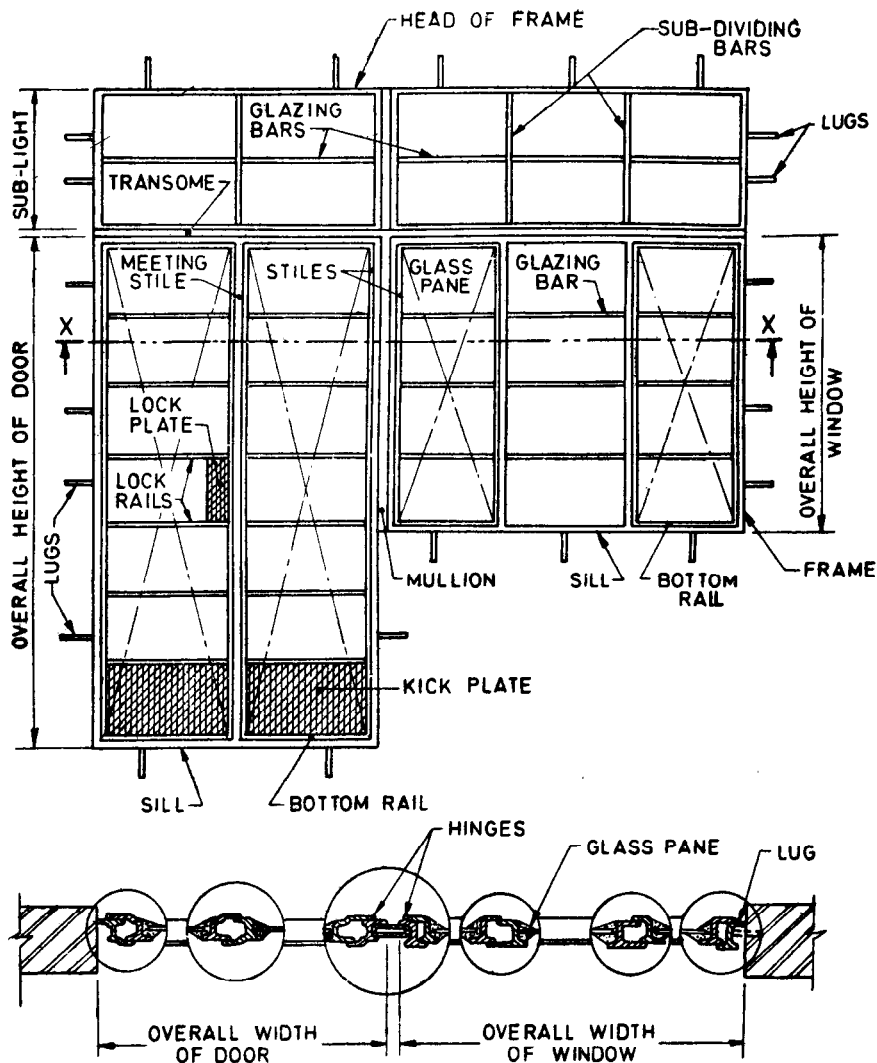 HEAD OF FRAME
SUB-DIVIDING
BARS
SUB-LIGHT
GLAZING
BARS
LUGS
TRANSOME
MEETING
STILE
STILES
GLASS
PANE
GLAZING
BAR
X
X
OVERALL HEIGHT OF DOOR
OVERALL HEIGHT OF
WINDOW
LOCK
PLATE
LOCK
RAILS
LUGS
MULLION
SILL
BOTTOM
RAIL
FRAME
KICK PLATE
SILL
BOTTOM RAIL
HINGES
GLASS PANE
LUG
OVERALL WIDTH
OF DOOR
OVERALL WIDTH
OF WINDOW